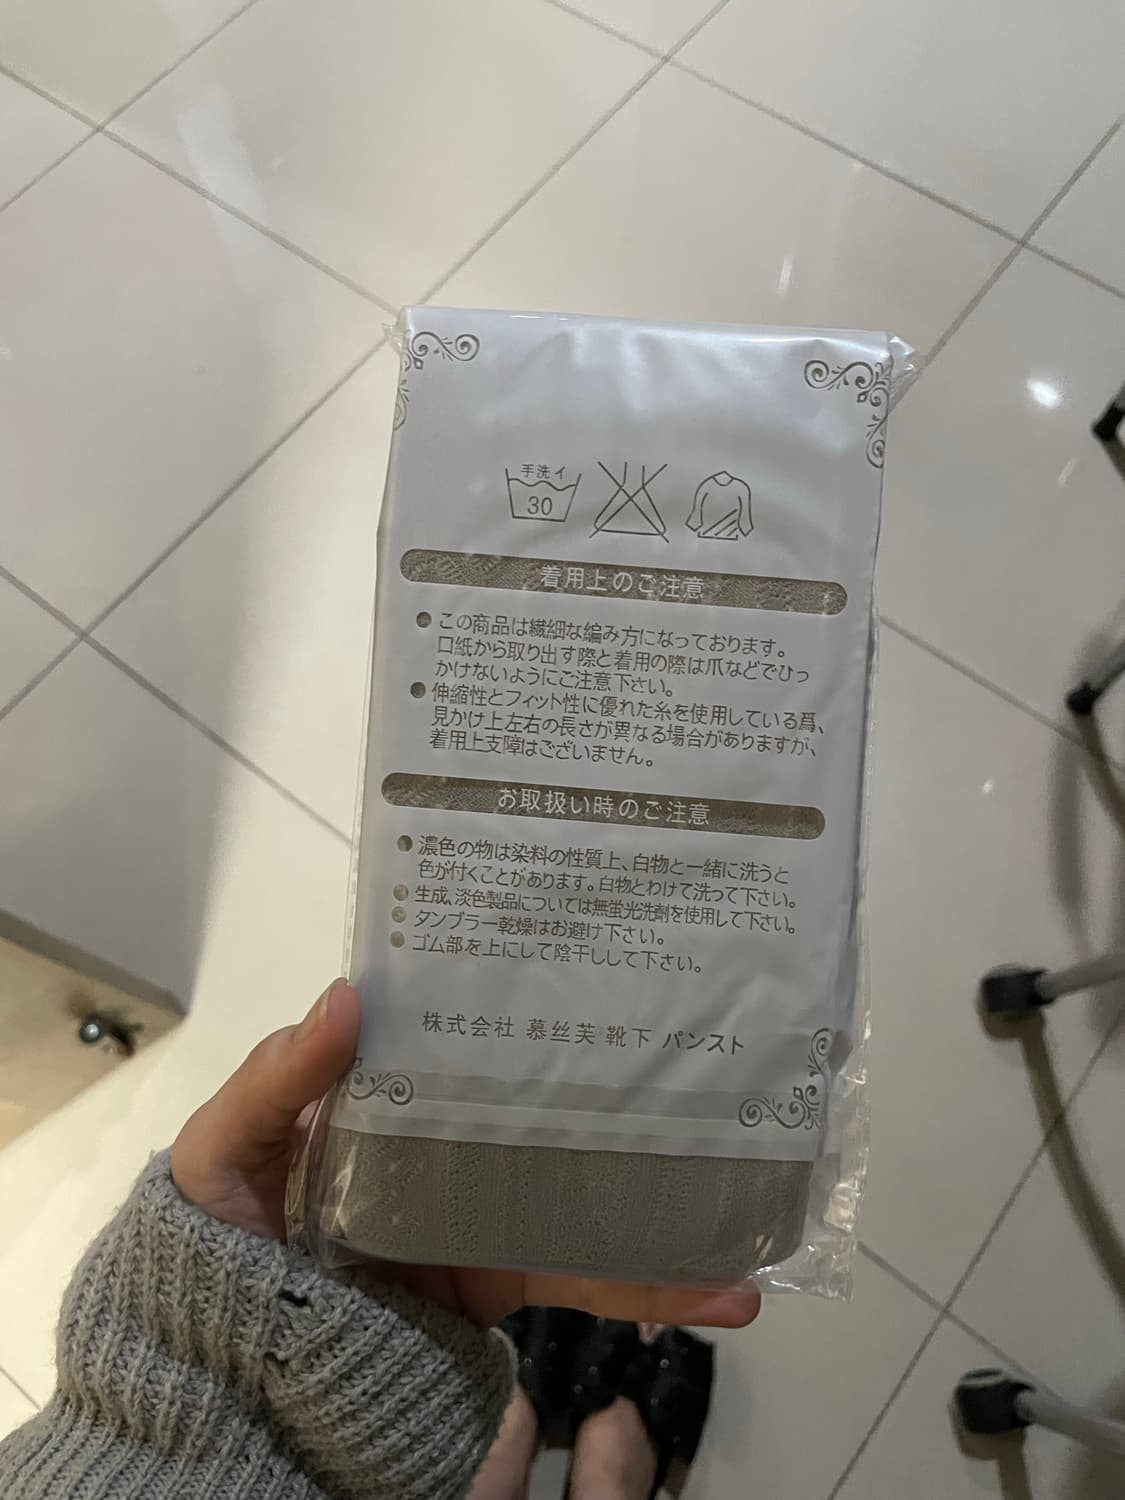 手洗イ
30
着用上のご注意
●この商品は繊細な編み方になっております。
口紙から取り出す際と着用の際は爪などでひっ
かけないようにご注意下さい。
●伸縮性とフィット性に優れた糸を使用している爲、
見かけ上左右の長さが異なる場合がありますが、
着用上支障はございません。
お取扱い時のご注意
●濃色の物は染料の性質上、白物と一緒に洗うと
色が付くことがあります。白物とわけて洗って下さい。
●生成、淡色製品については無蛍光洗剤を使用して下さい。
●タンブラー乾燥はお避け下さい。
●ゴム部を上にして陰干しして下さい。
株式会社 慕丝芙 靴下 パンスト